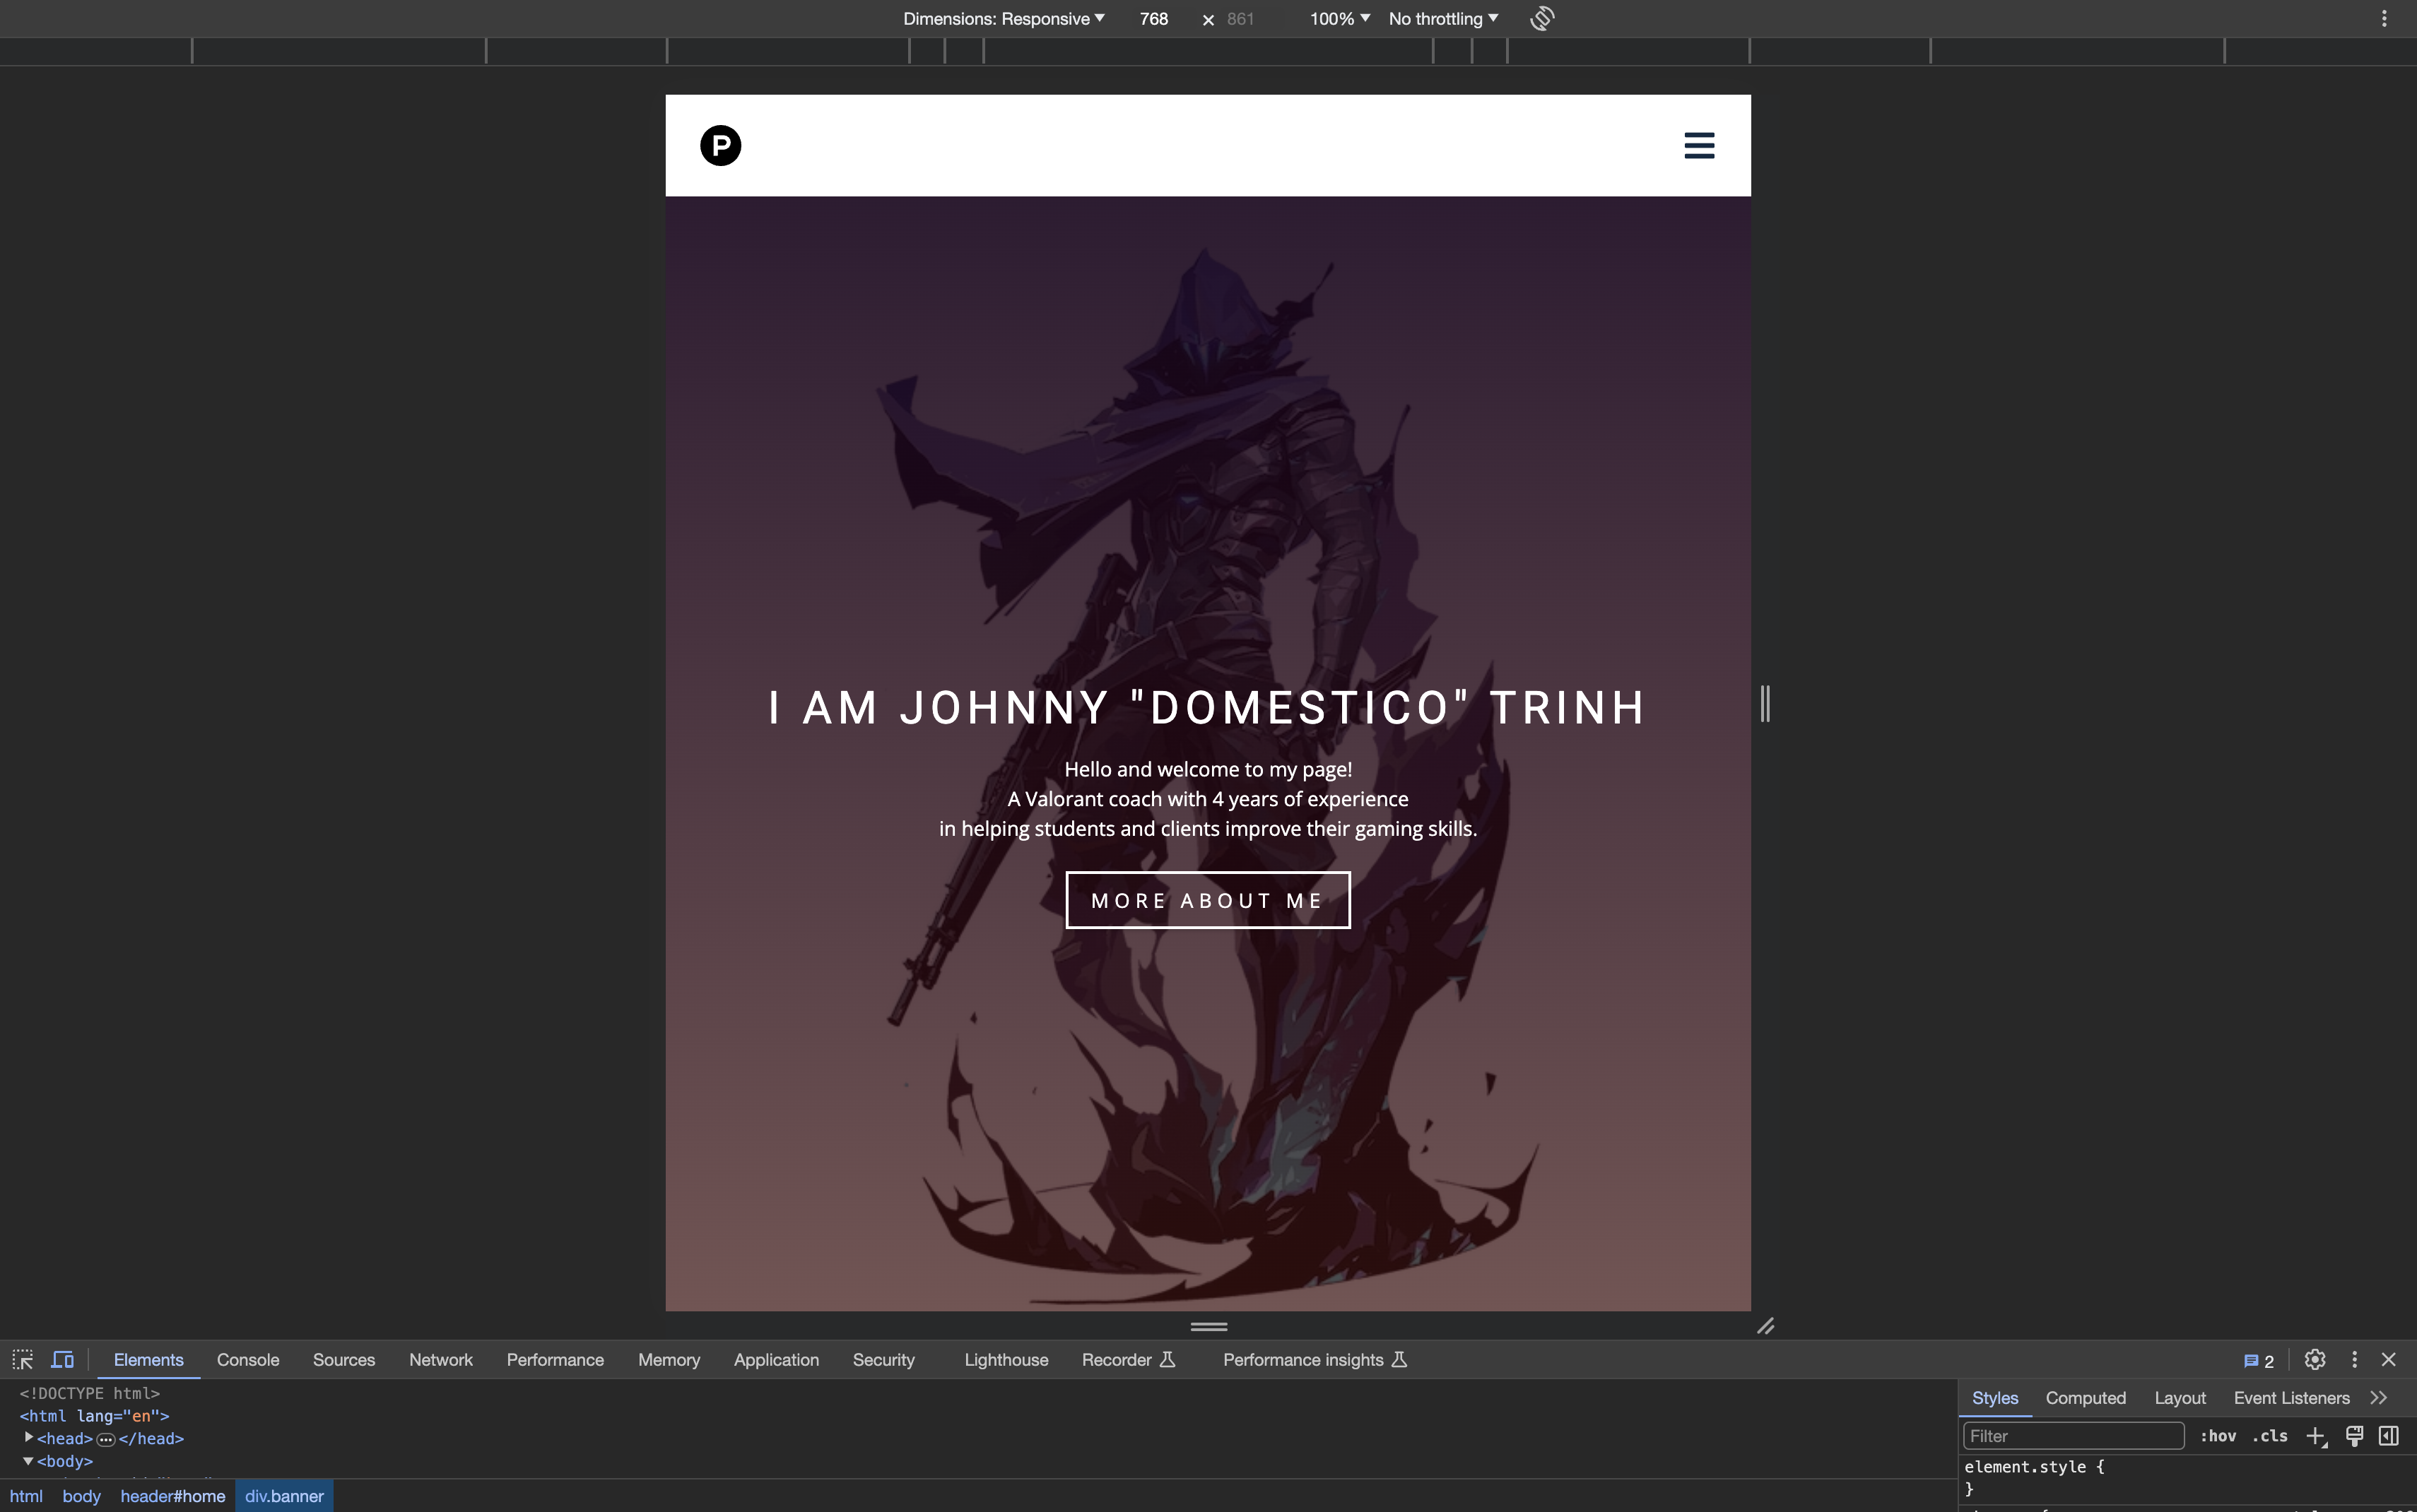 Dimensions: Responsive 768 × 861 100% No throttling
P
I AM JOHNNY "DOMESTICO" TRINH
Hello and welcome to my page!
A Valorant coach with 4 years of experience
in helping students and clients improve their gaming skills.
MORE ABOUT ME
Elements Console Sources Network Performance Memory Application Security Lighthouse Recorder Performance insights 2
<!DOCTYPE html>
<html lang="en">
<head>…</head>
<body>
html body header#home div.banner
Styles Computed Layout Event Listeners
Filter :hov .cls
element.style {
}